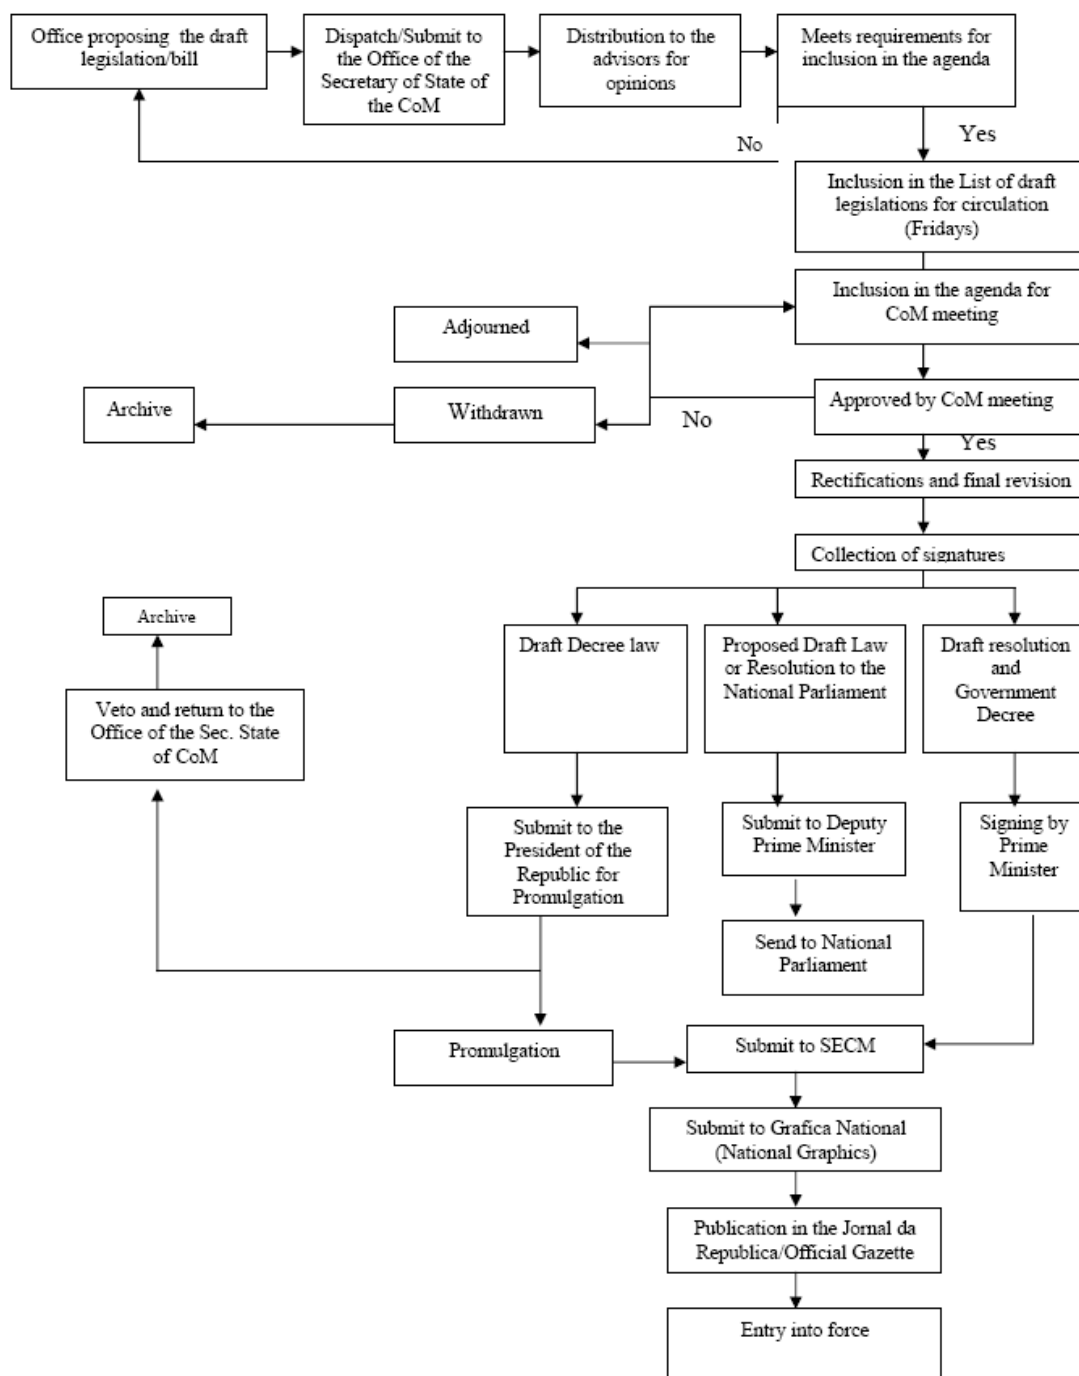 Office proposing the draft
legislation/bill
Dispatch/Submit to
the Office of the
Secretary of State of
the CoM
Distribution to the
advisors for
opinions
Meets requirements for
inclusion in the agenda
No
Yes
Inclusion in the List of draft
legislations for circulation
(Fridays)
Inclusion in the agenda for
CoM meeting
Adjourned
Archive
Withdrawn
No
Approved by CoM meeting
Yes
Rectifications and final revision
Collection of signatures
Archive
Draft Decree law
Proposed Draft Law
or Resolution to the
National Parliament
Draft resolution
and
Government
Decree
Veto and return to the
Office of the Sec. State
of CoM
Submit to the
President of the
Republic for
Promulgation
Submit to Deputy
Prime Minister
Signing by
Prime
Minister
Send to National
Parliament
Promulgation
Submit to SECM
Submit to Grafica National
(National Graphics)
Publication in the Jornal da
Republica/Official Gazette
Entry into force